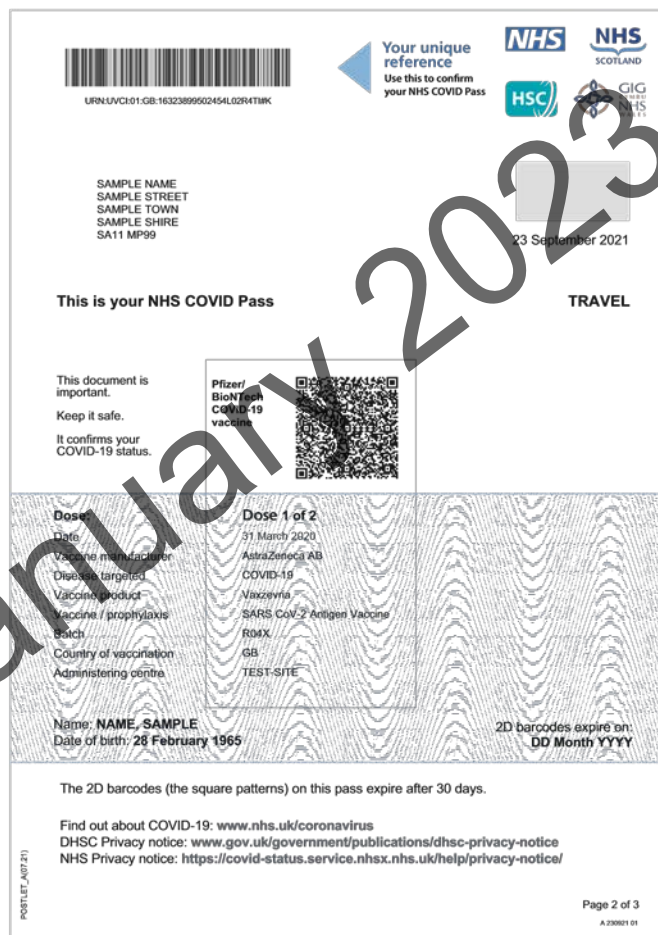 URN:UVCI:01:GB:16323899502454L02R4TI#K
Your unique
reference
Use this to confirm
your NHS COVID Pass
NHS
NHS
SCOTLAND
HSC
GIG
CYMRU
NHS
WALES
SAMPLE NAME
SAMPLE STREET
SAMPLE TOWN
SAMPLE SHIRE
SA11 MP99
23 September 2021
This is your NHS COVID Pass
TRAVEL
This document is
important.
Keep it safe.
It confirms your
COVID-19 status.
Pfizer/
BioNTech
COVID-19
vaccine
Dose: Dose 1 of 2
Date 31 March 2020
Vaccine manufacturer AstraZeneca AB
Disease targeted COVID-19
Vaccine product Vaxzevria
Vaccine / prophylaxis SARS CoV-2 Antigen Vaccine
Batch R04X
Country of vaccination GB
Administering centre TEST-SITE
Name: NAME, SAMPLE
Date of birth: 28 February 1965
2D barcodes expire on:
DD Month YYYY
The 2D barcodes (the square patterns) on this pass expire after 30 days.
Find out about COVID-19: www.nhs.uk/coronavirus
DHSC Privacy notice: www.gov.uk/government/publications/dhsc-privacy-notice
NHS Privacy notice: https://covid-status.service.nhsx.nhs.uk/help/privacy-notice/
POSTLET_A(07.21)
Page 2 of 3
A 230921 01
anuary 2023